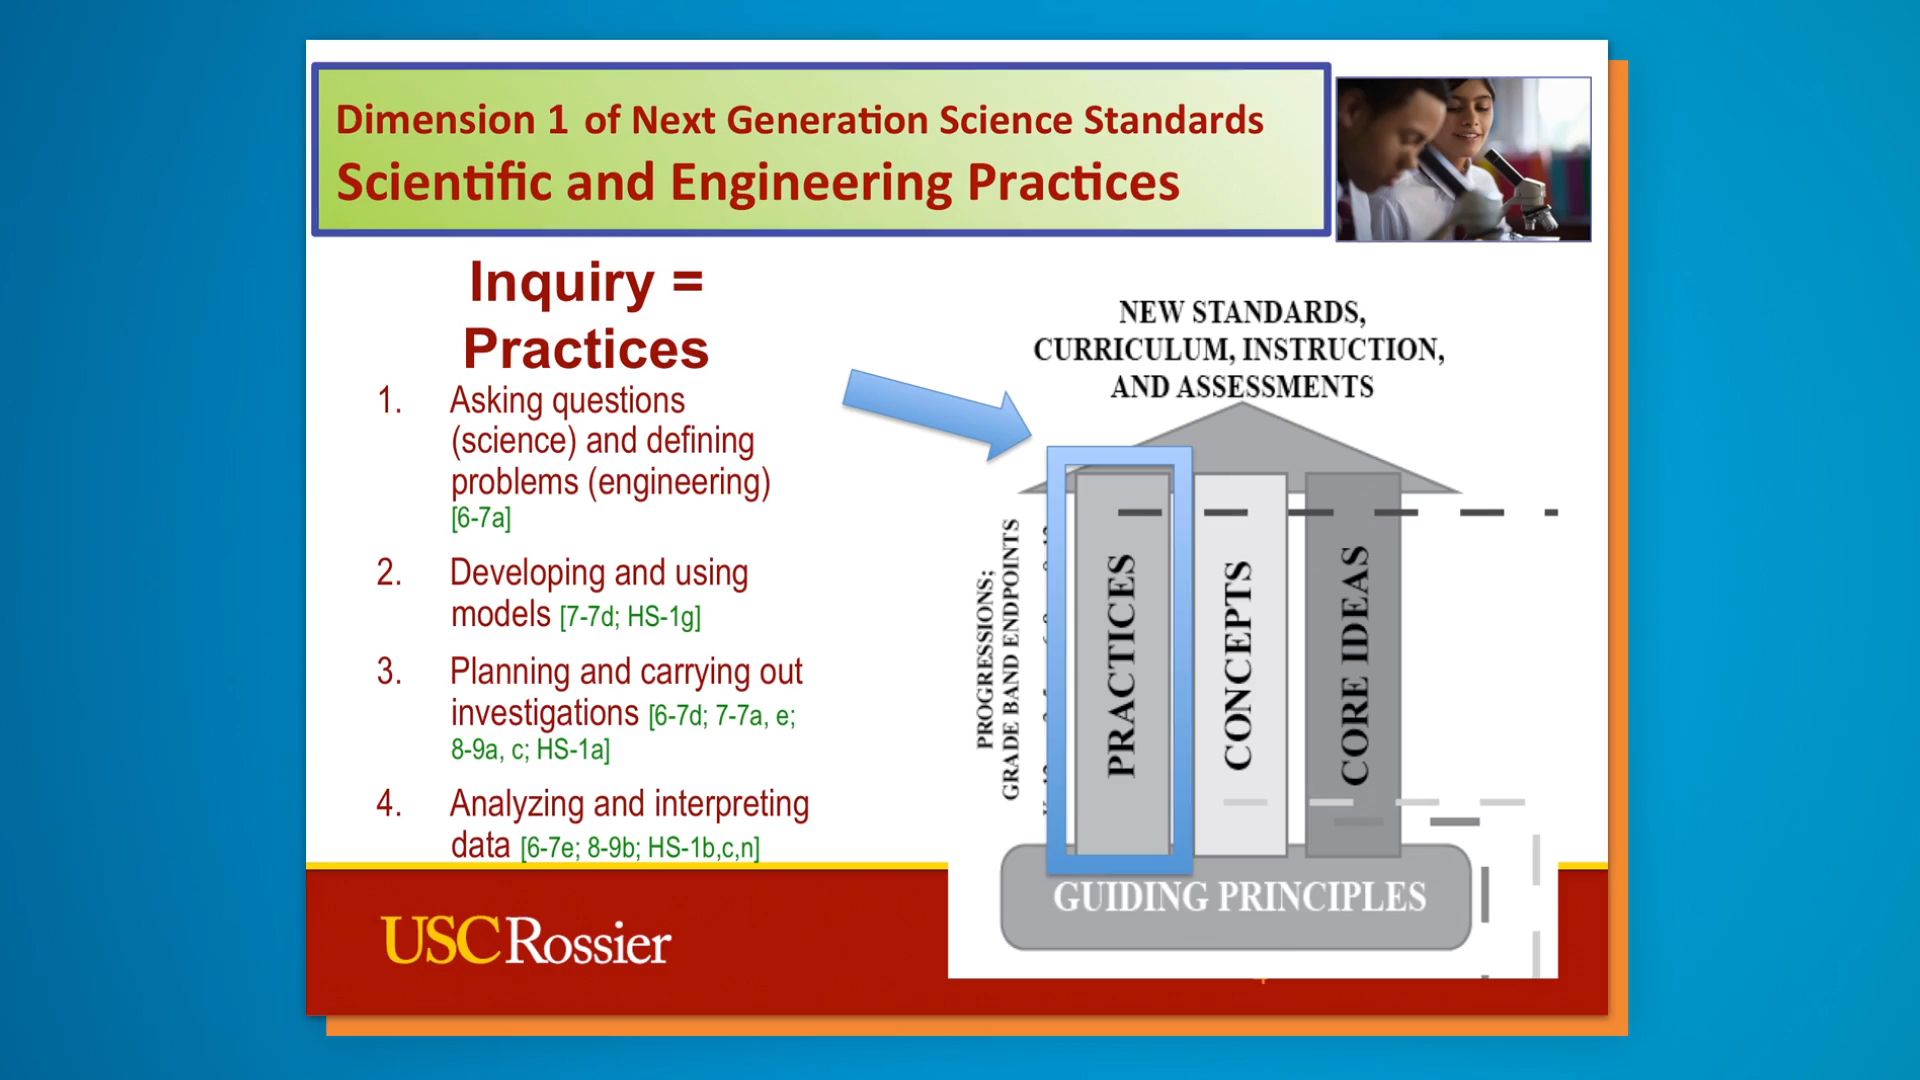 Dimension 1 of Next Generation Science Standards
Scientific and Engineering Practices
Inquiry =
Practices
1. Asking questions
(science) and defining
problems (engineering)
[6-7a]
2. Developing and using
models [7-7d; HS-1g]
3. Planning and carrying out
investigations [6-7d; 7-7a, e;
8-9a, c; HS-1a]
4. Analyzing and interpreting
data [6-7e; 8-9b; HS-1b,c,n]
NEW STANDARDS,
CURRICULUM, INSTRUCTION,
AND ASSESSMENTS
PROGRESSIONS;
GRADE BAND ENDPOINTS
PRACTICES
CONCEPTS
CORE IDEAS
GUIDING PRINCIPLES
USC Rossier